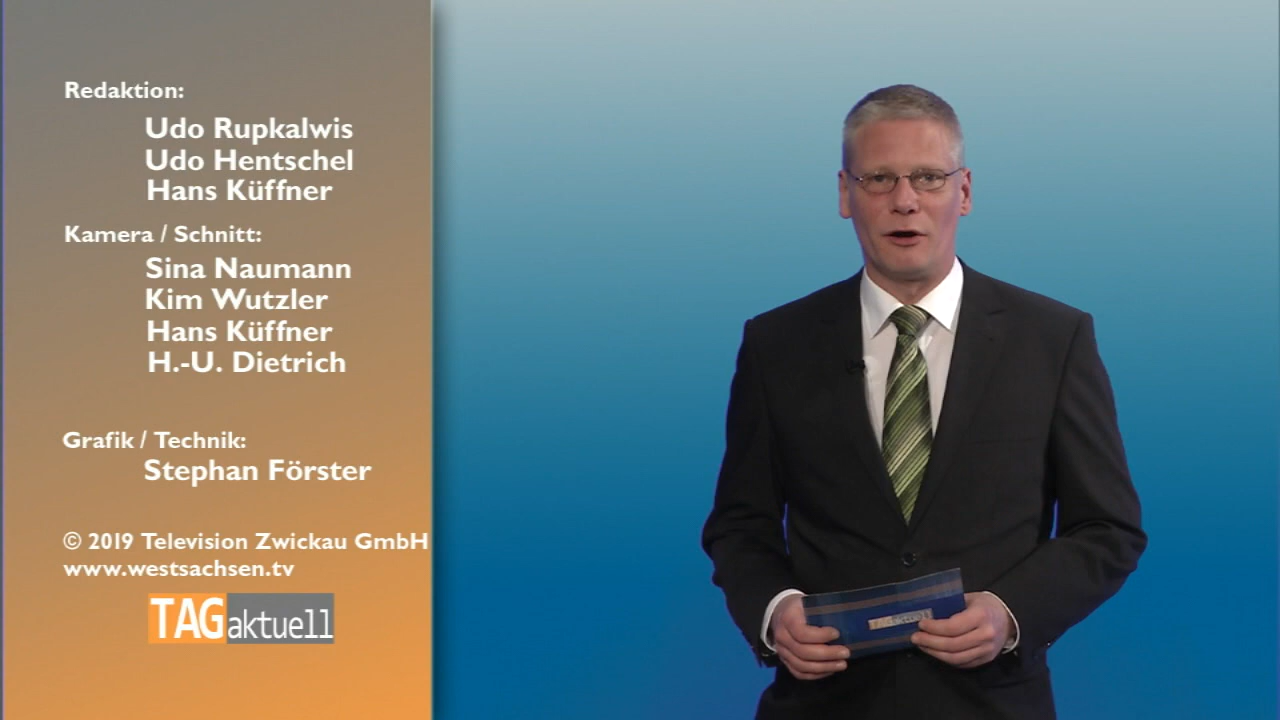 Redaktion:
Udo Rupkalwis
Udo Hentschel
Hans Küffner
Kamera / Schnitt:
Sina Naumann
Kim Wutzler
Hans Küffner
H.-U. Dietrich
Grafik / Technik:
Stephan Förster
© 2019 Television Zwickau GmbH
www.westsachsen.tv
TAGaktuell
TAGaktuell